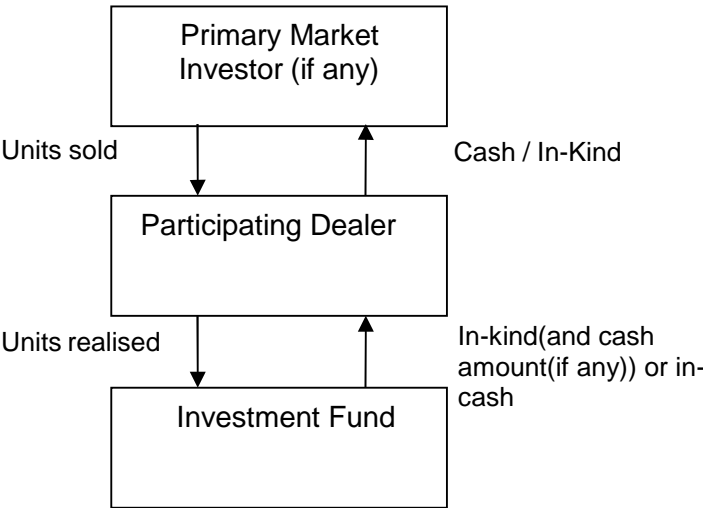 Primary Market
Investor (if any)
Units sold
Cash / In-Kind
Participating Dealer
Units realised
In-kind(and cash
amount(if any)) or in-
cash
Investment Fund